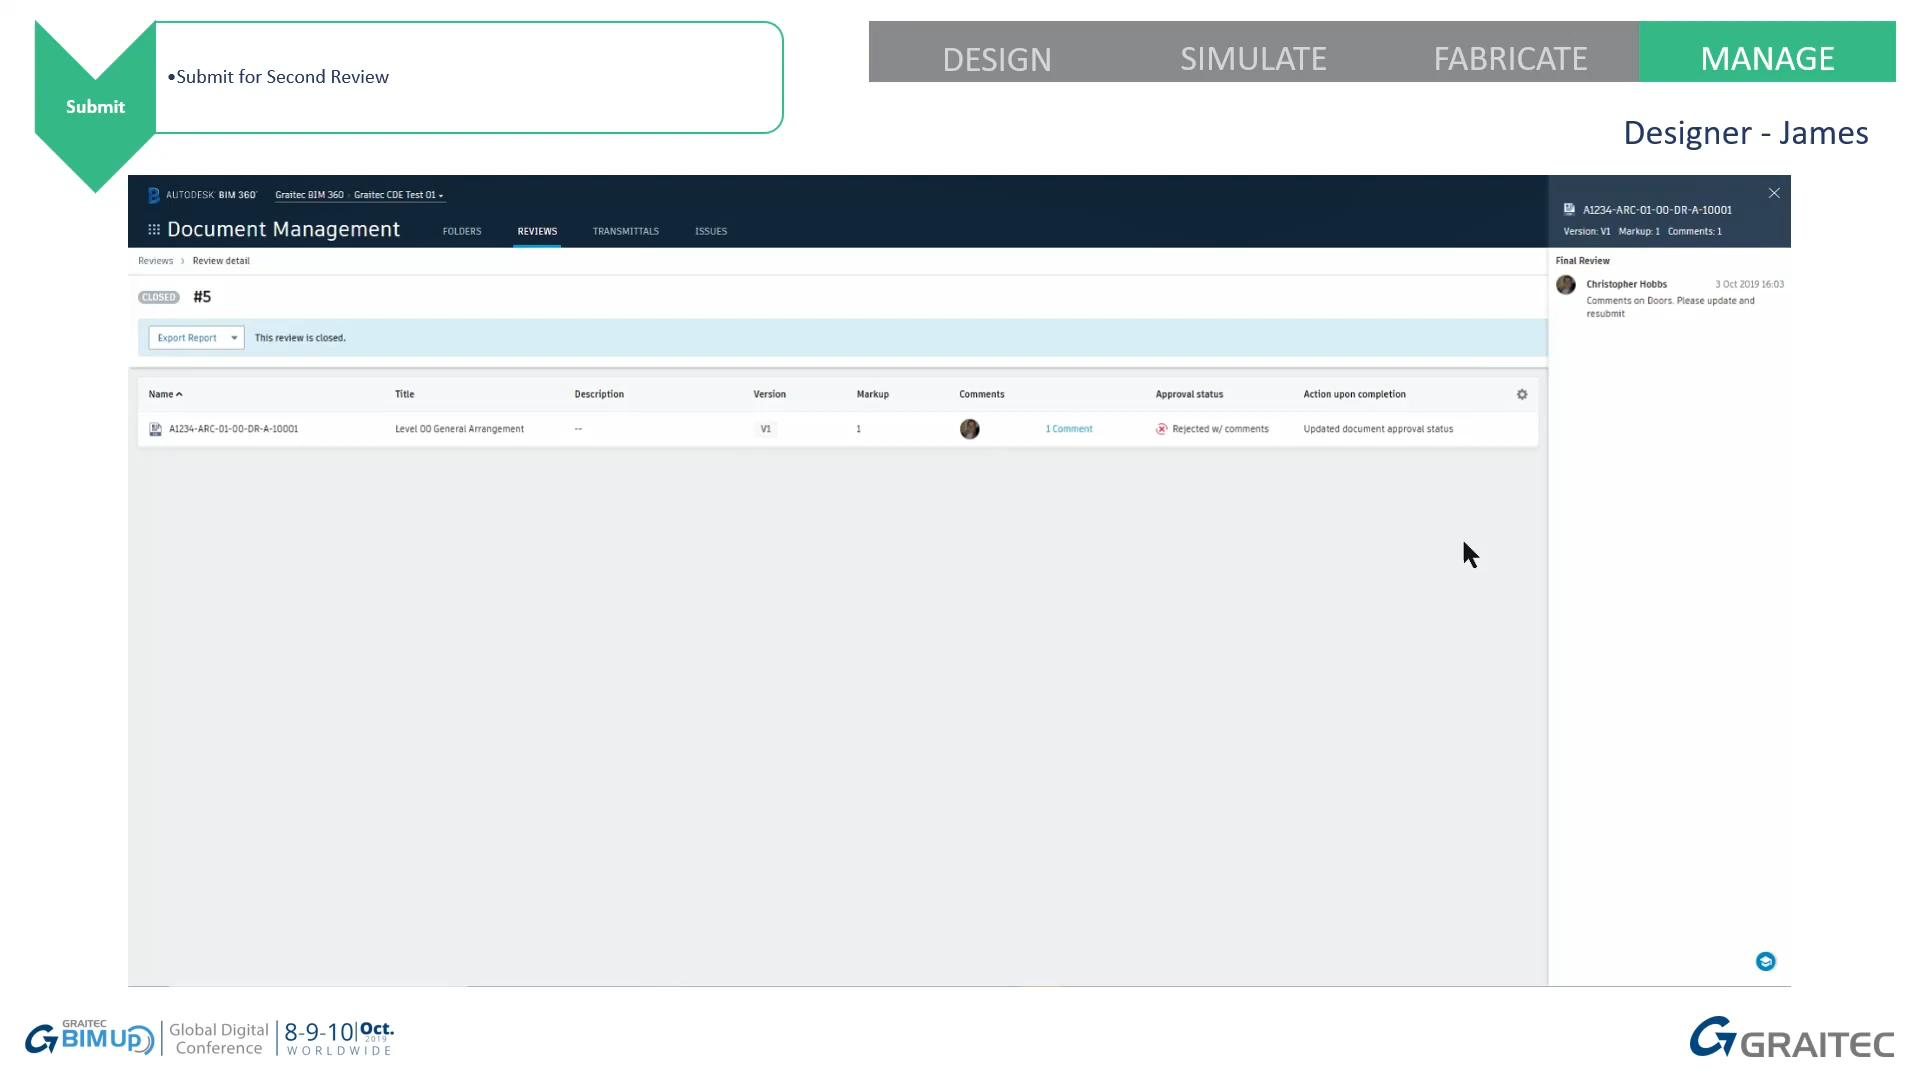 Submit
•Submit for Second Review
DESIGN SIMULATE FABRICATE MANAGE
Designer - James
AUTODESK® BIM 360® Graitec BIM 360 › Graitec CDE Test 01
Document Management FOLDERS REVIEWS TRANSMITTALS ISSUES
A1234-ARC-01-00-DR-A-10001
Version: V1 Markup: 1 Comments: 1
Reviews › Review detail
CLOSED #5
Export Report This review is closed.
Name Title Description Version Markup Comments Approval status Action upon completion
A1234-ARC-01-00-DR-A-10001 Level 00 General Arrangement -- V1 1 1 Comment Rejected w/ comments Updated document approval status
Final Review
Christopher Hobbs 3 Oct 2019 16:03
Comments on Doors. Please update and
resubmit
GRAITEC
BIMUp
Global Digital
Conference
8-9-10 Oct.
2019
WORLDWIDE
GRAITEC